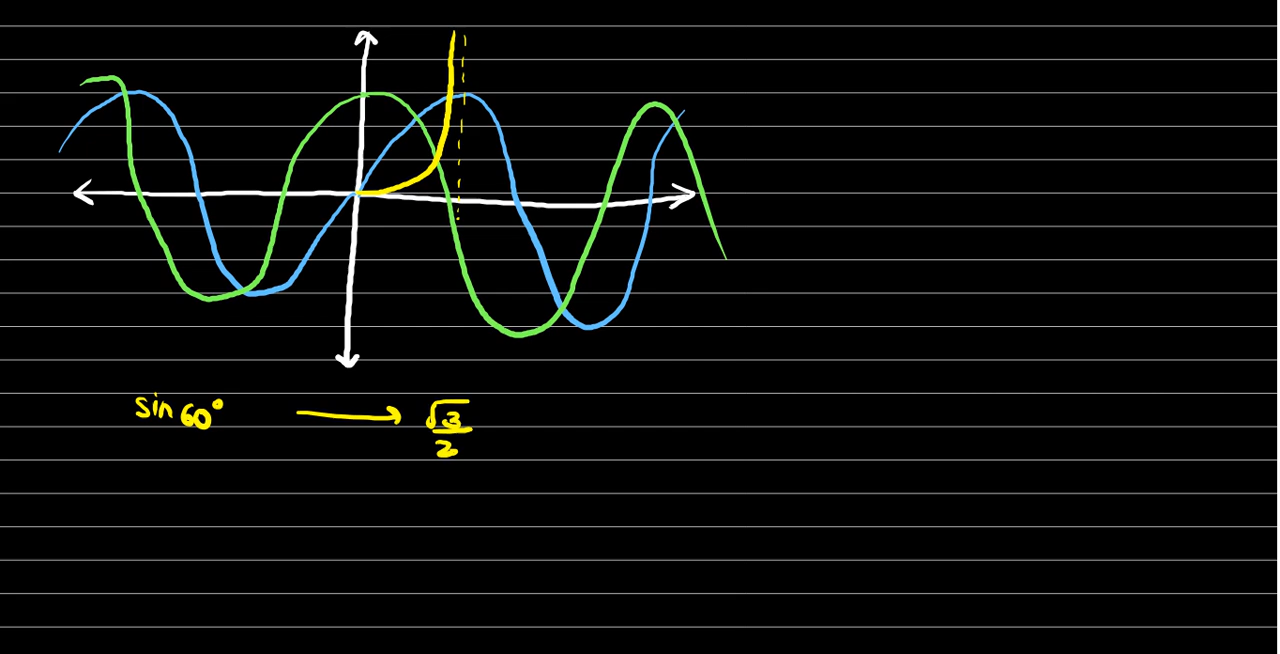 sin 60° → √3/2